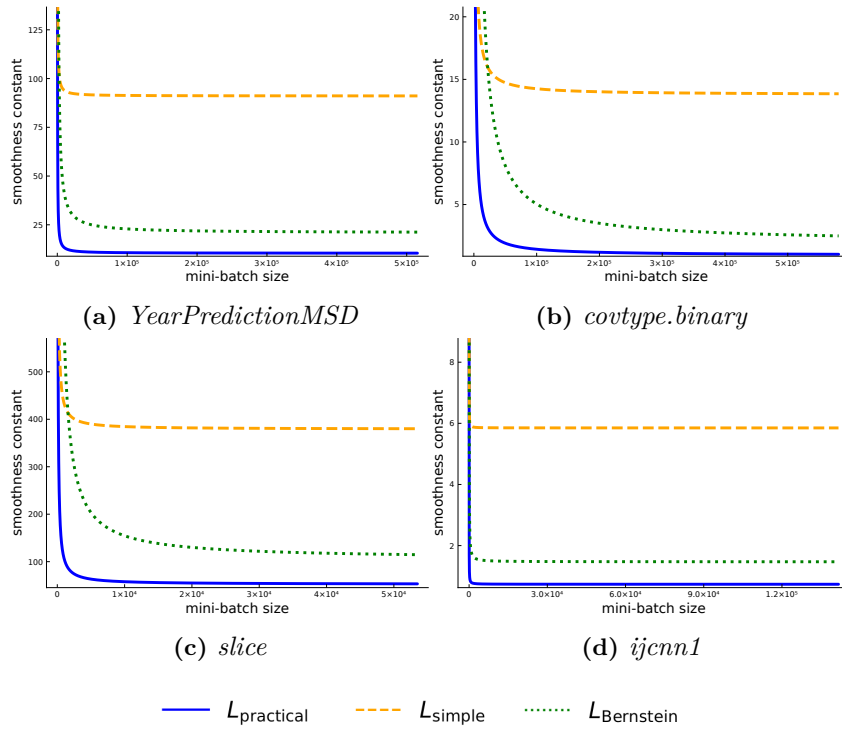 smoothness constant
125
100
75
50
25
0
1×10⁵
2×10⁵
3×10⁵
4×10⁵
5×10⁵
mini-batch size
(a) YearPredictionMSD
smoothness constant
20
15
10
5
0
1×10⁵
2×10⁵
3×10⁵
4×10⁵
5×10⁵
mini-batch size
(b) covtype.binary
smoothness constant
500
400
300
200
100
0
1×10⁴
2×10⁴
3×10⁴
4×10⁴
5×10⁴
mini-batch size
(c) slice
smoothness constant
8
6
4
2
0
3.0×10⁴
6.0×10⁴
9.0×10⁴
1.2×10⁵
mini-batch size
(d) ijcnn1
L practical
L simple
L Bernstein